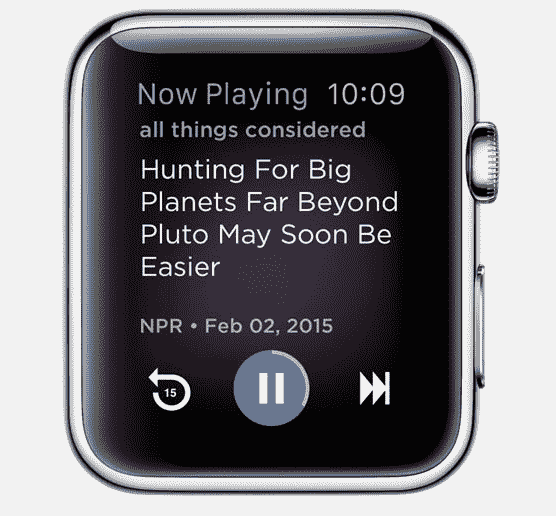 Now Playing 10:09
all things considered
Hunting For Big
Planets Far Beyond
Pluto May Soon Be
Easier
NPR • Feb 02, 2015
15